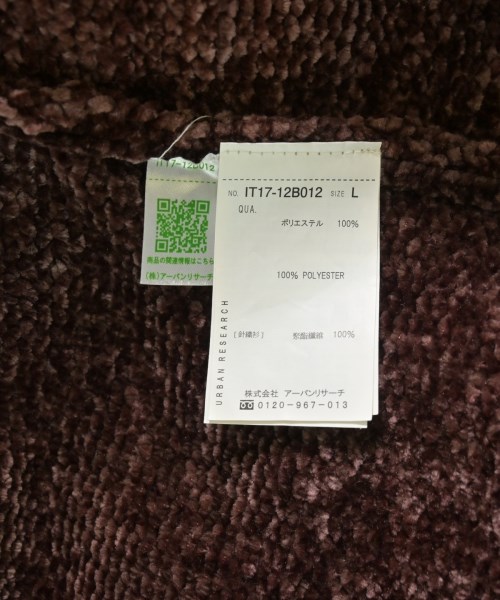 IT17-12B012
商品の関連情報はこちら
(株)アーバンリサーチ
NO. IT17-12B012 SIZE L
QUA.
ポリエステル 100%
100% POLYESTER
(針織衫) 聚酯纖維 100%
URBAN RESEARCH
株式会社 アーバンリサーチ
0120-967-013